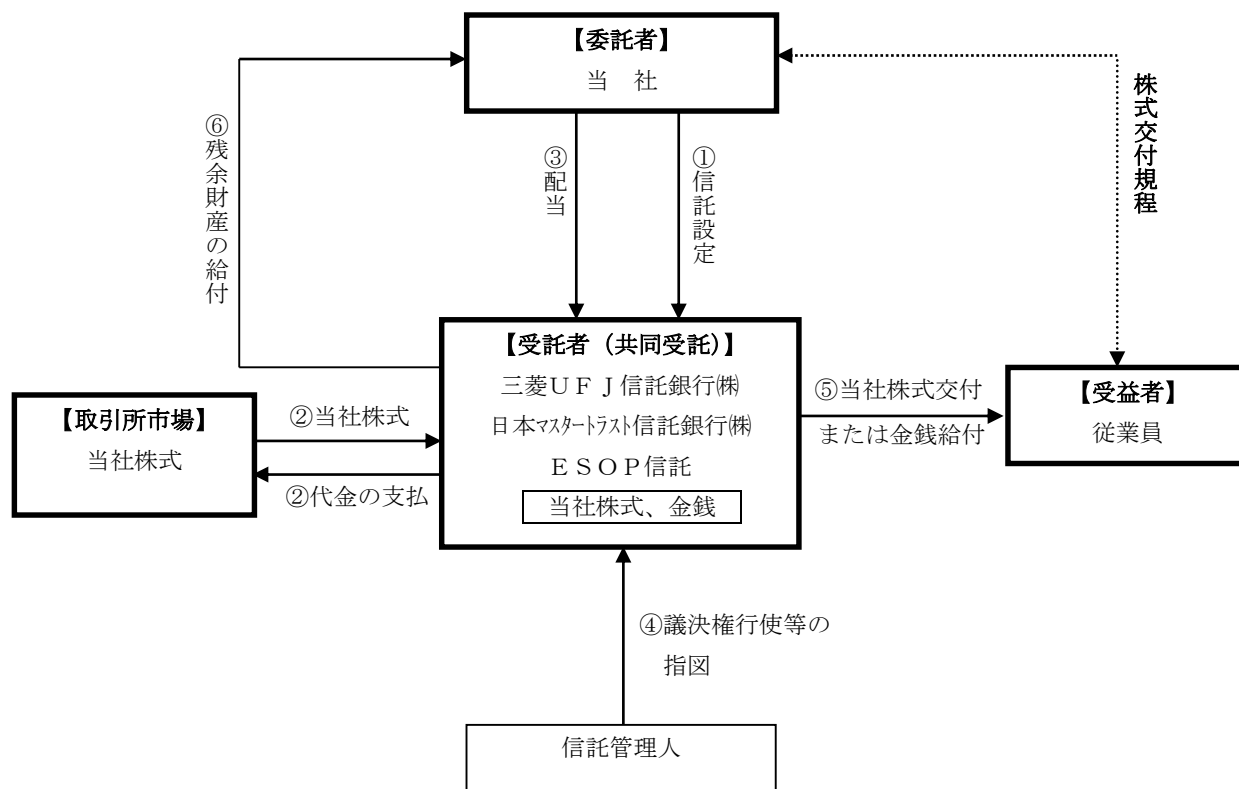 【委託者】
当　社
株式交付規程
⑥残余財産の給付
③配当
①信託設定
【受託者（共同受託）】
三菱ＵＦＪ信託銀行㈱
日本ﾏｽﾀｰﾄﾗｽﾄ信託銀行㈱
ＥＳＯＰ信託
当社株式、金銭
【取引所市場】
当社株式
②当社株式
②代金の支払
⑤当社株式交付
または金銭給付
【受益者】
従業員
④議決権行使等の
指図
信託管理人